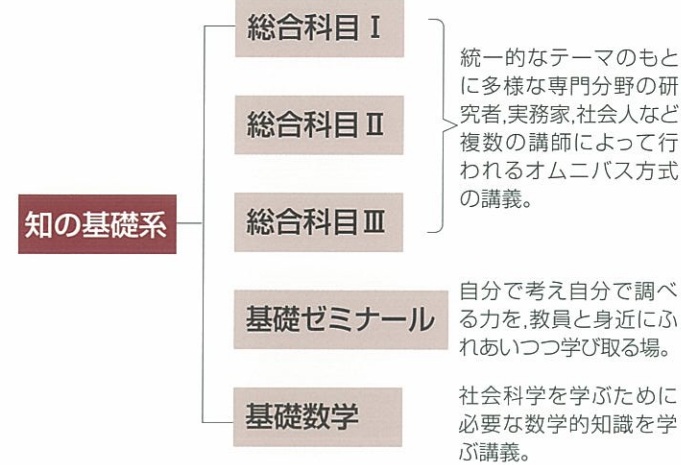 総合科目Ⅰ
総合科目Ⅱ
総合科目Ⅲ
統一的なテーマのもと
に多様な専門分野の研
究者,実務家,社会人など
複数の講師によって行
われるオムニバス方式
の講義。
知の基礎系
基礎ゼミナール
自分で考え自分で調べ
る力を,教員と身近にふ
れあいつつ学び取る場。
基礎数学
社会科学を学ぶために
必要な数学的知識を学
ぶ講義。